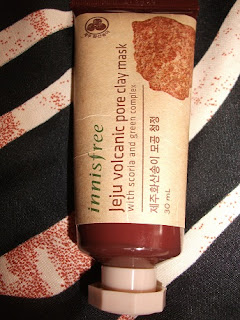 innisfree
Jeju volcanic pore clay mask
with scoria and green complex
제주 화산송이 모공 청정
30 mL